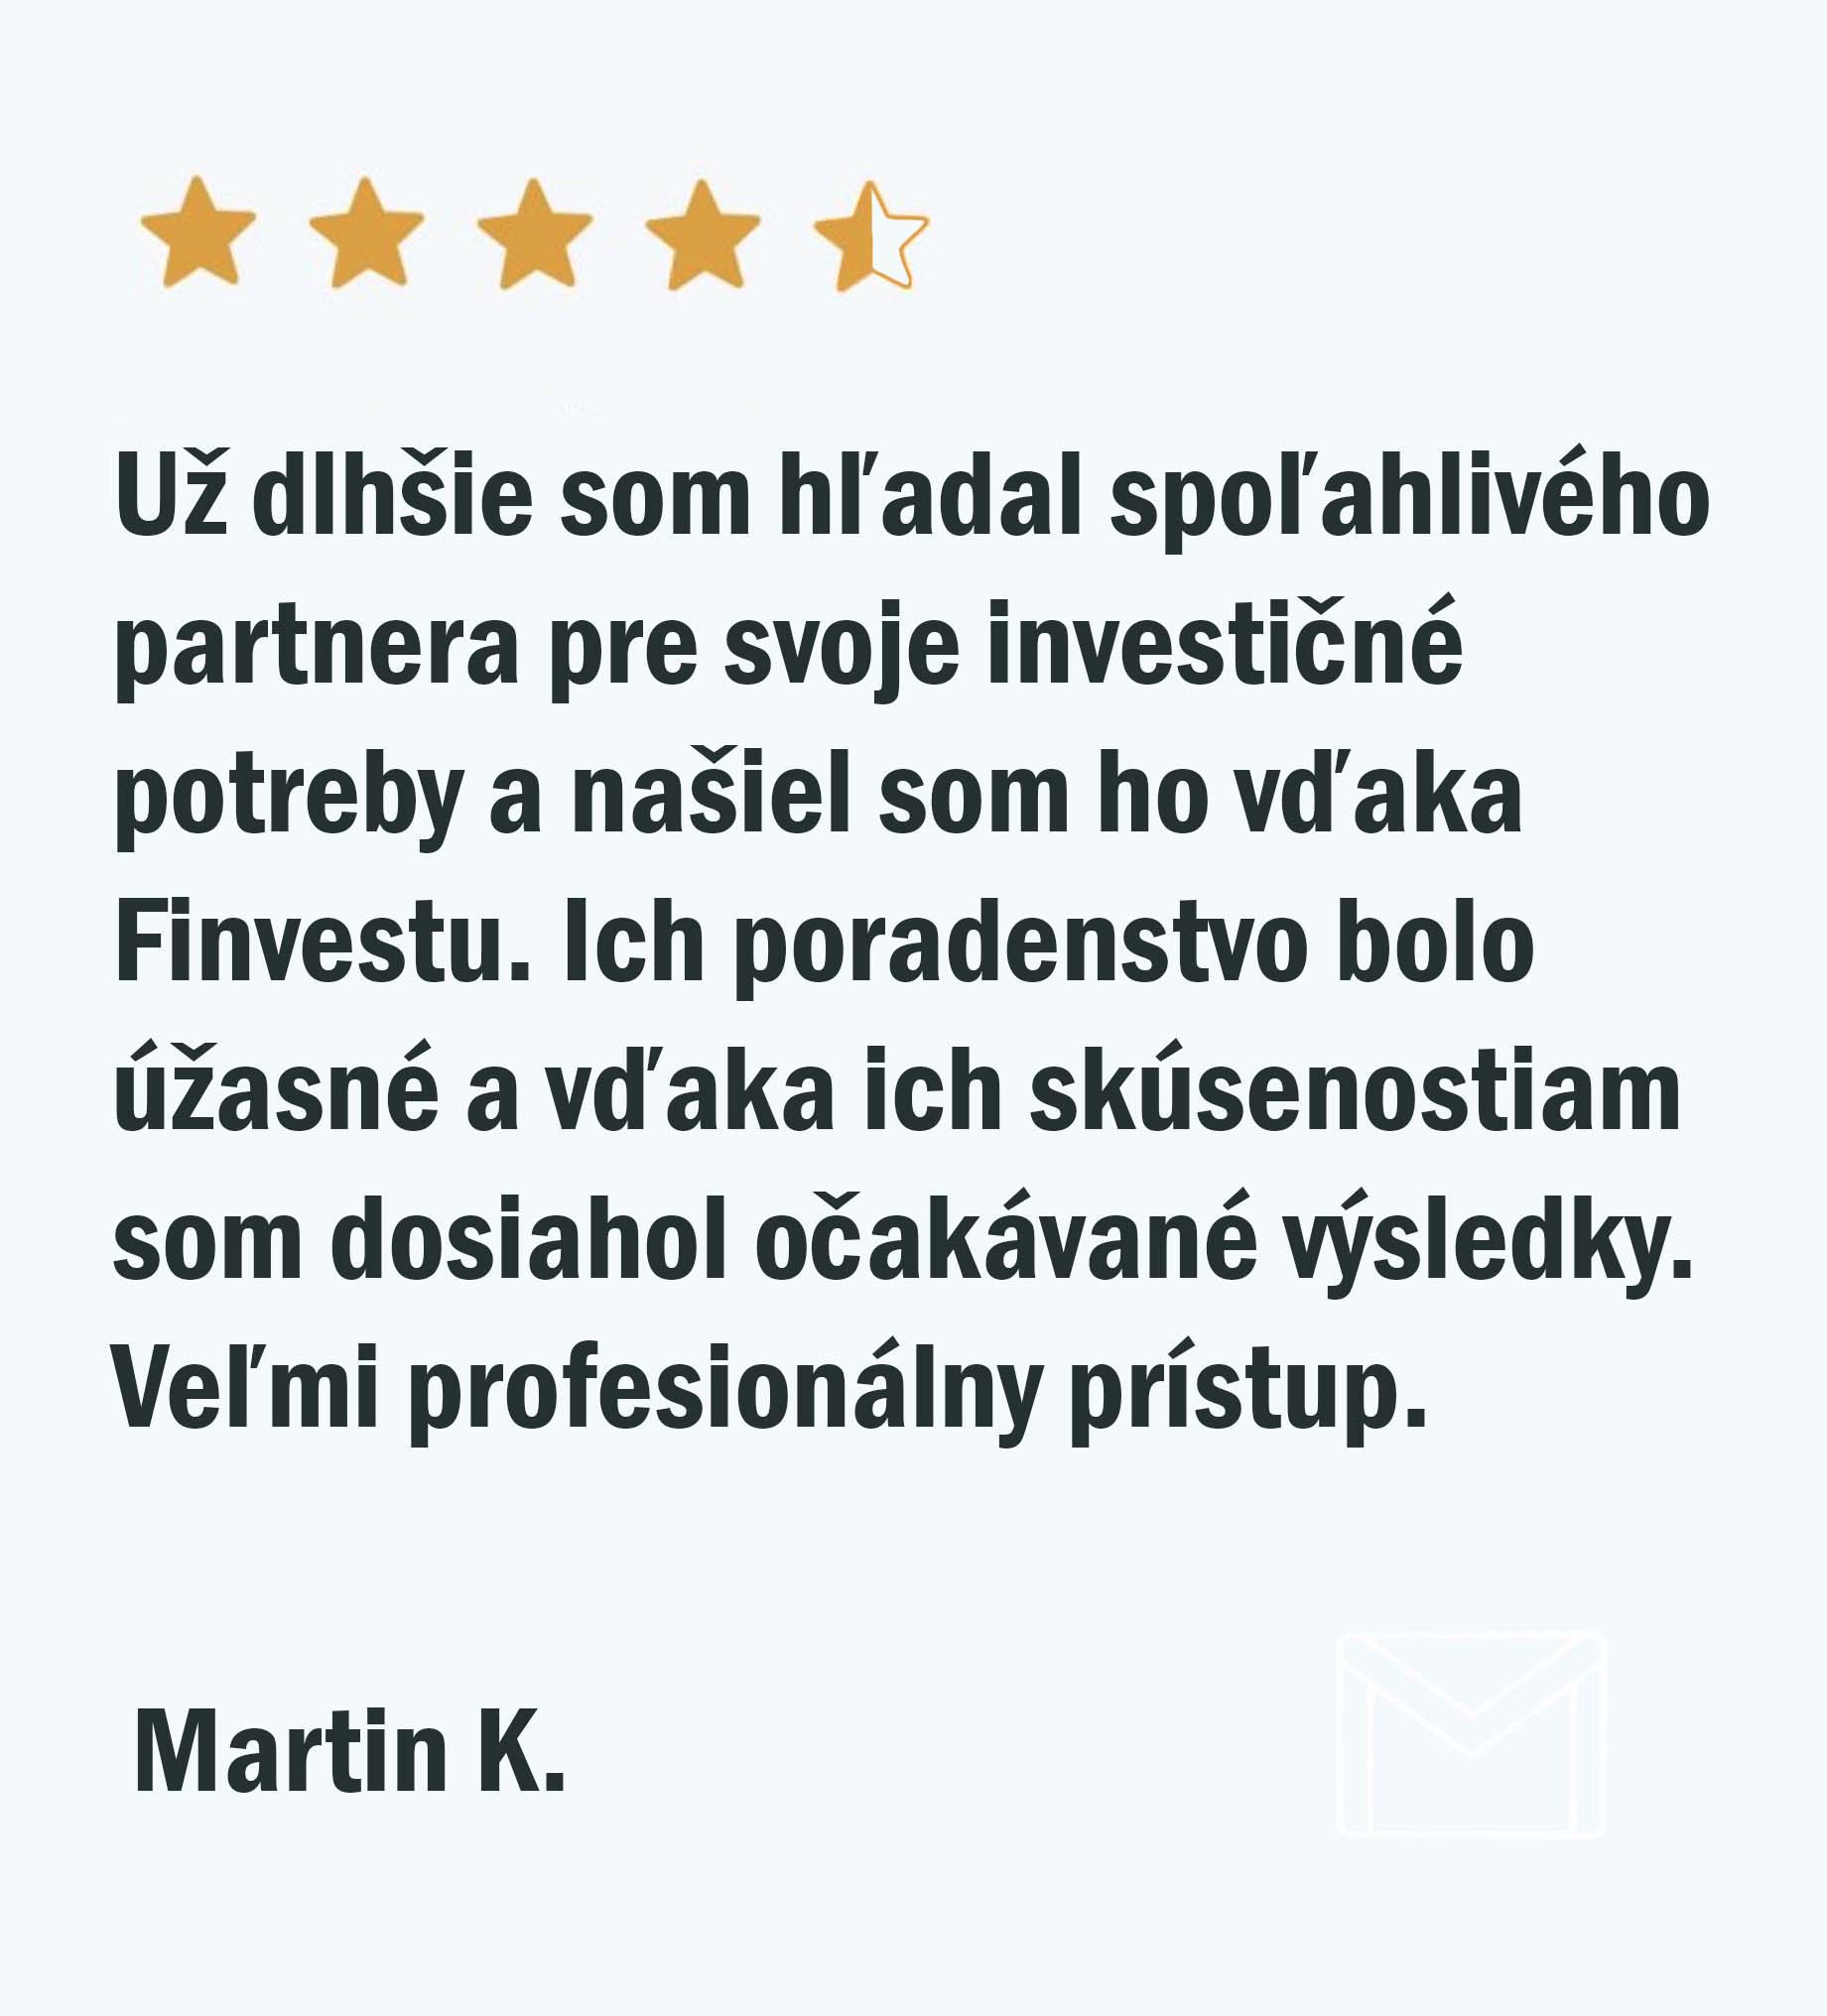 Už dlhšie som hľadal spoľahlivého
partnera pre svoje investičné
potreby a našiel som ho vďaka
Finvestu. Ich poradenstvo bolo
úžasné a vďaka ich skúsenostiam
som dosiahol očakávané výsledky.
Veľmi profesionálny prístup.
Martin K.